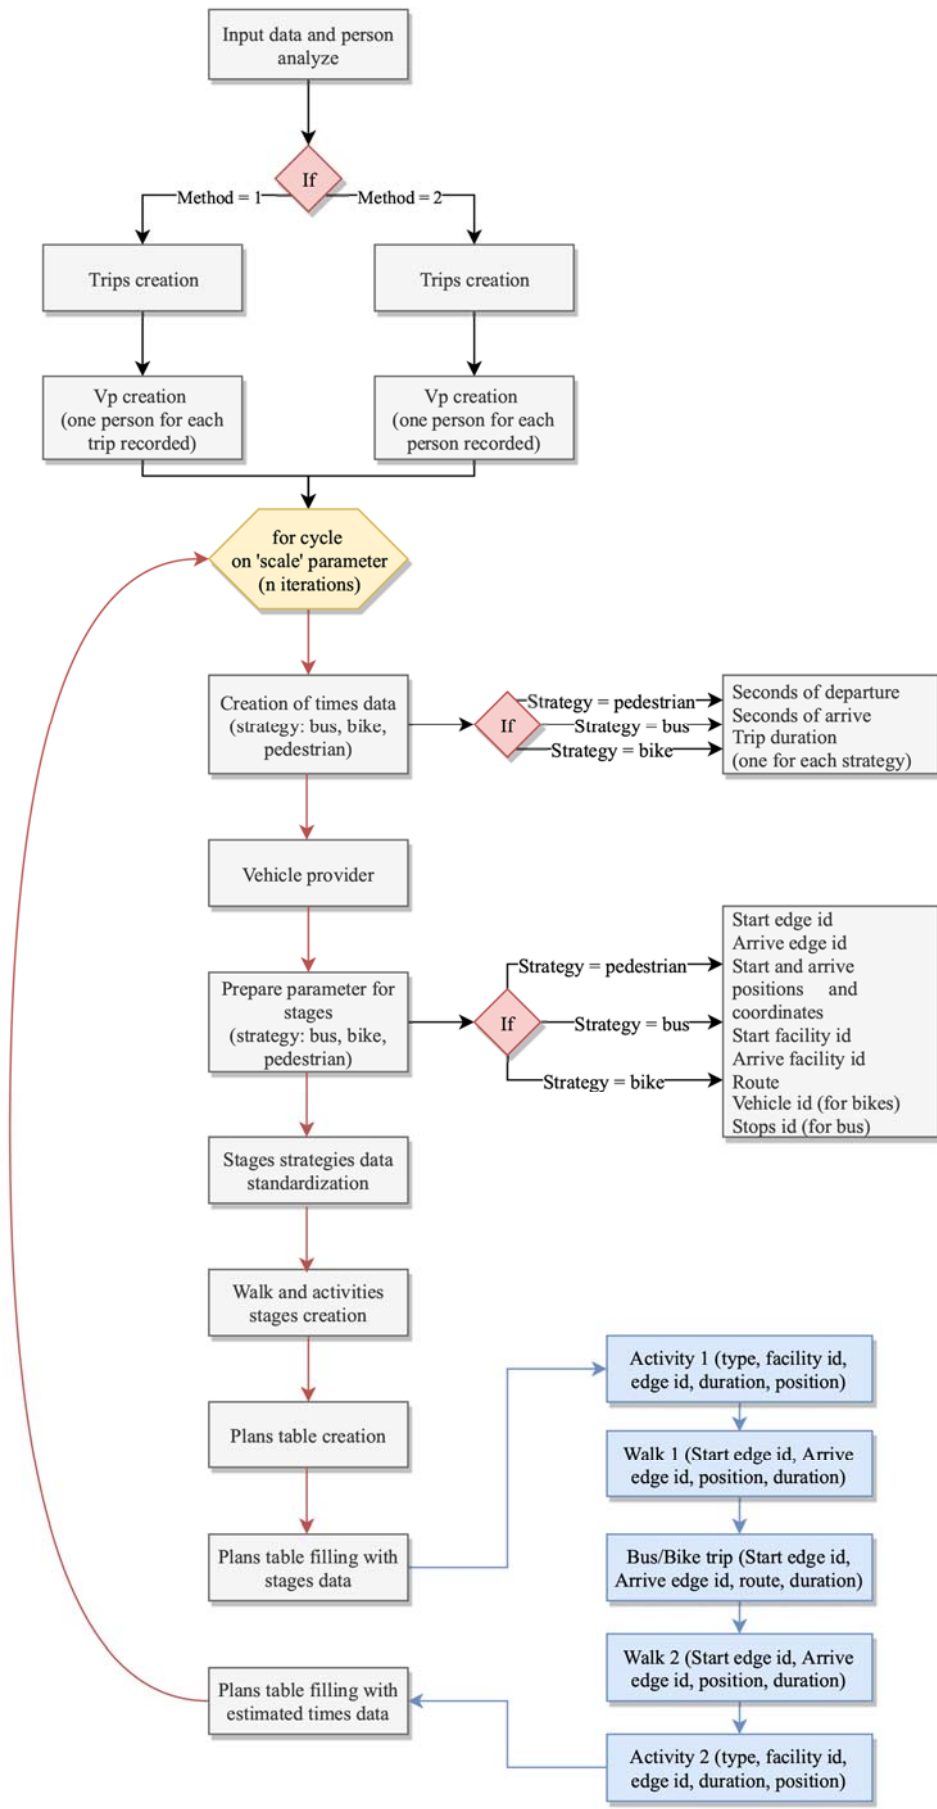 Input data and person
analyze
If
Method = 1
Method = 2
Trips creation
Trips creation
Vp creation
(one person for each
trip recorded)
Vp creation
(one person for each
person recorded)
for cycle
on 'scale' parameter
(n iterations)
Creation of times data
(strategy: bus, bike,
pedestrian)
If
Strategy = pedestrian
Strategy = bus
Strategy = bike
Seconds of departure
Seconds of arrive
Trip duration
(one for each strategy)
Vehicle provider
Prepare parameter for
stages
(strategy: bus, bike,
pedestrian)
If
Strategy = pedestrian
Strategy = bus
Strategy = bike
Start edge id
Arrive edge id
Start and arrive
positions and
coordinates
Start facility id
Arrive facility id
Route
Vehicle id (for bikes)
Stops id (for bus)
Stages strategies data
standardization
Walk and activities
stages creation
Plans table creation
Plans table filling with
stages data
Activity 1 (type, facility id,
edge id, duration, position)
Walk 1 (Start edge id, Arrive
edge id, position, duration)
Bus/Bike trip (Start edge id,
Arrive edge id, route, duration)
Walk 2 (Start edge id, Arrive
edge id, position, duration)
Activity 2 (type, facility id,
edge id, duration, position)
Plans table filling with
estimated times data